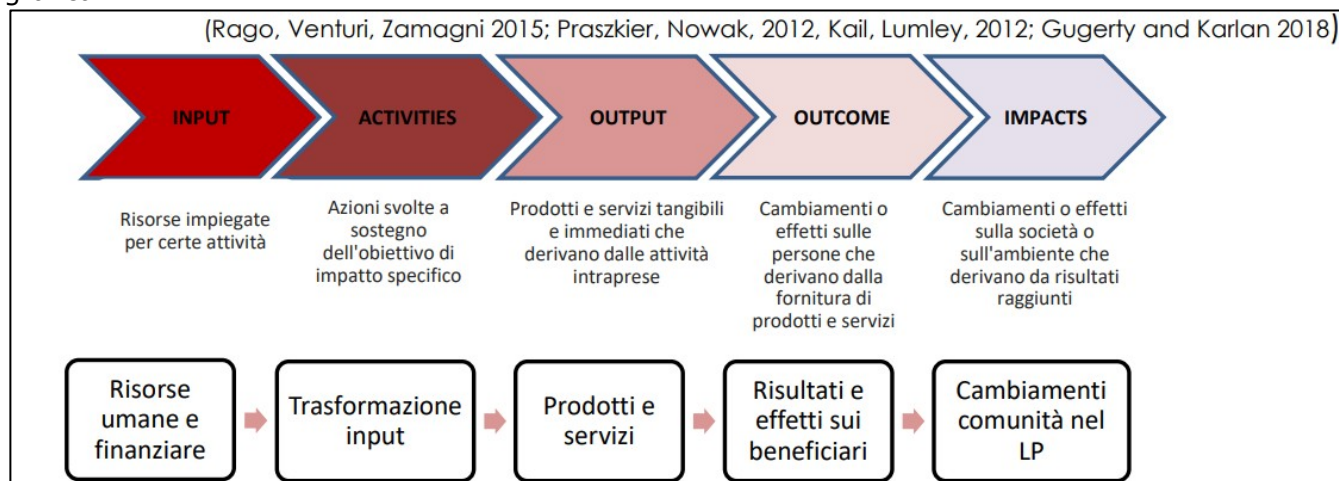 (Rago, Venturi, Zamagni 2015; Praszkier, Nowak, 2012, Kail, Lumley, 2012; Gugerty and Karlan 2018)
INPUT
ACTIVITIES
OUTPUT
OUTCOME
IMPACTS
Risorse impiegate
per certe attività
Azioni svolte a
sostegno
dell'obiettivo di
impatto specifico
Prodotti e servizi tangibili
e immediati che
derivano dalle attività
intraprese
Cambiamenti o
effetti sulle
persone che
derivano dalla
fornitura di
prodotti e servizi
Cambiamenti o effetti
sulla società o
sull'ambiente che
derivano da risultati
raggiunti
Risorse
umane e
finanziare
Trasformazione
input
Prodotti e
servizi
Risultati e
effetti sui
beneficiari
Cambiamenti
comunità nel
LP